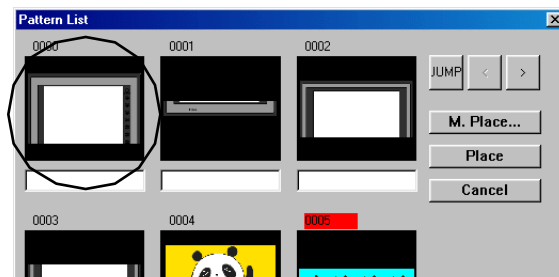 Pattern List
0000 0001 0002
JUMP < >
M. Place...
Place
Cancel
0003 0004 0005